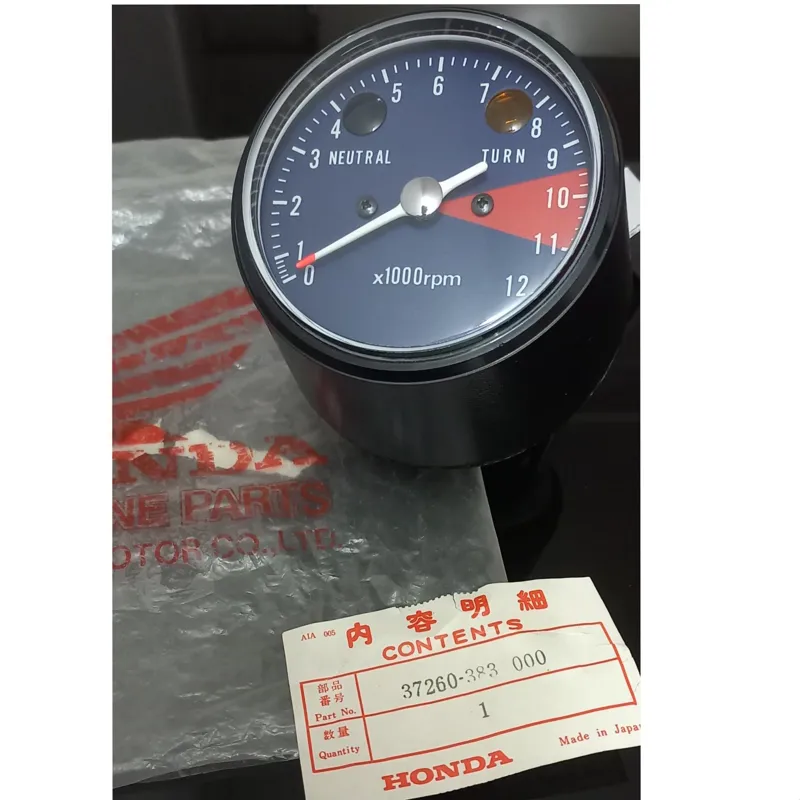 6
5
7
4
8
3
NEUTRAL
TURN
9
2
10
1
11
0
x1000rpm
12
NDA
NE PARTS
OTOR CO.,LTD.
AIA 005
内容明細
CONTENTS
部品
番号
Part No.
37260-383 000
数量
Quantity
1
HONDA
Made in Japa